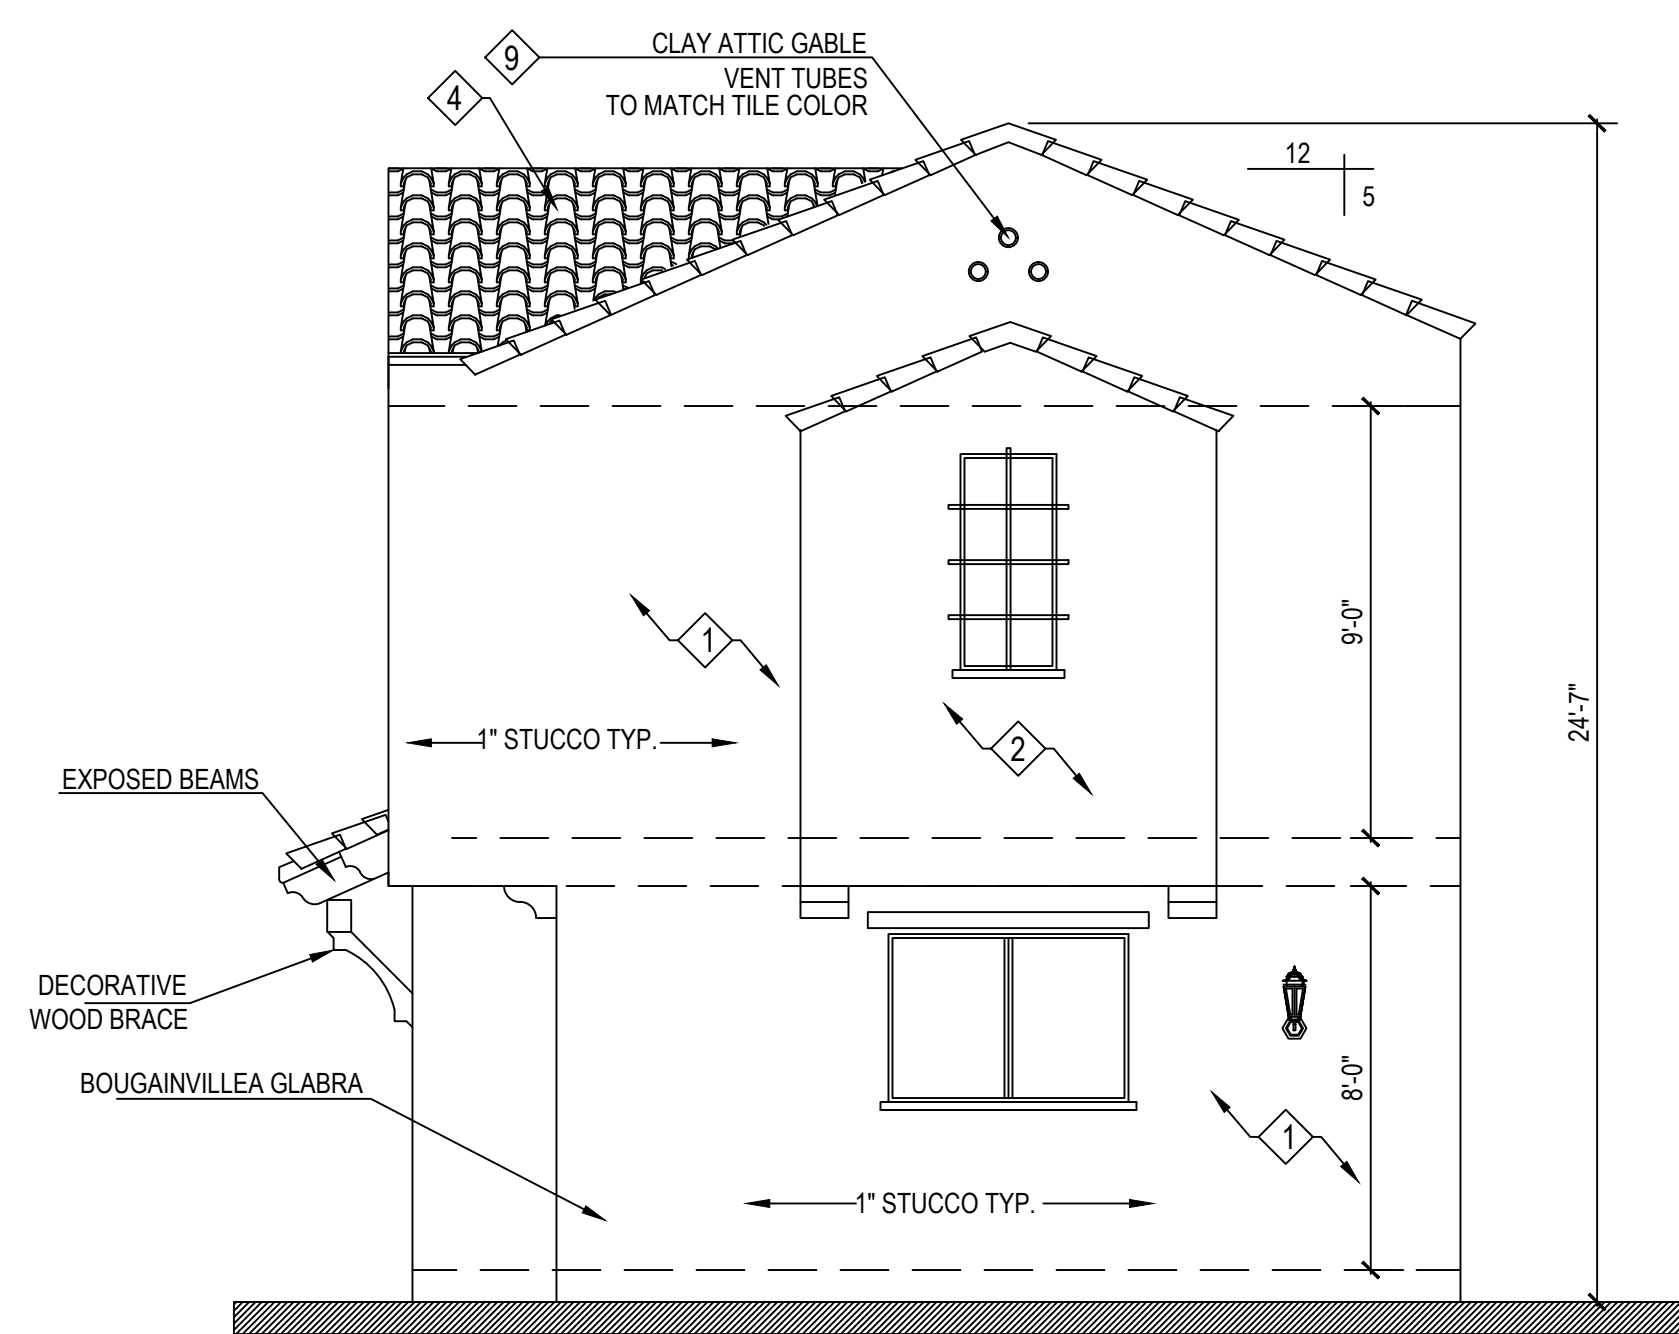 9
CLAY ATTIC GABLE
VENT TUBES
TO MATCH TILE COLOR
4
12
5
9'-0"
1
24'-7"
1" STUCCO TYP.
2
EXPOSED BEAMS
DECORATIVE
WOOD BRACE
8'-0"
BOUGAINVILLEA GLABRA
1
1" STUCCO TYP.